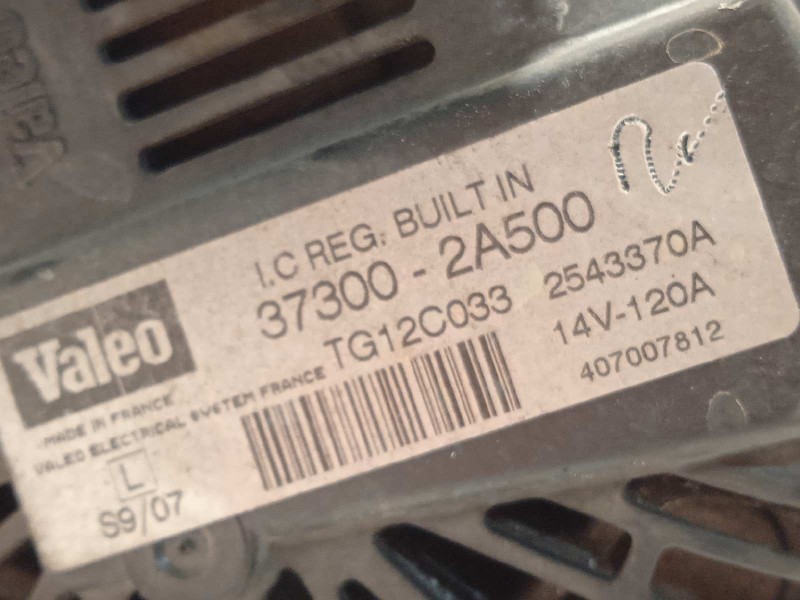 Valeo
I.C REG. BUILT IN
37300 - 2A500
TG12C033 2543370A
14V-120A
407007812
Valeo
MADE IN FRANCE
VALEO ELECTRICAL SYSTEM FRANCE
L
S9/07